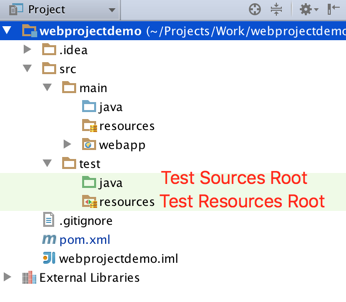 Project
webprojectdemo (~/Projects/Work/webprojectdemo
.idea
src
main
java
resources
webapp
test
java Test Sources Root
resources Test Resources Root
.gitignore
pom.xml
webprojectdemo.iml
External Libraries